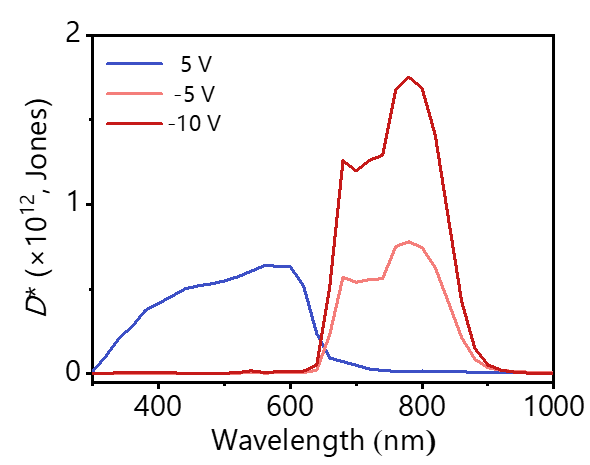 2
1
0
D* (×10¹², Jones)
5 V
-5 V
-10 V
400 600 800 1000
Wavelength (nm)